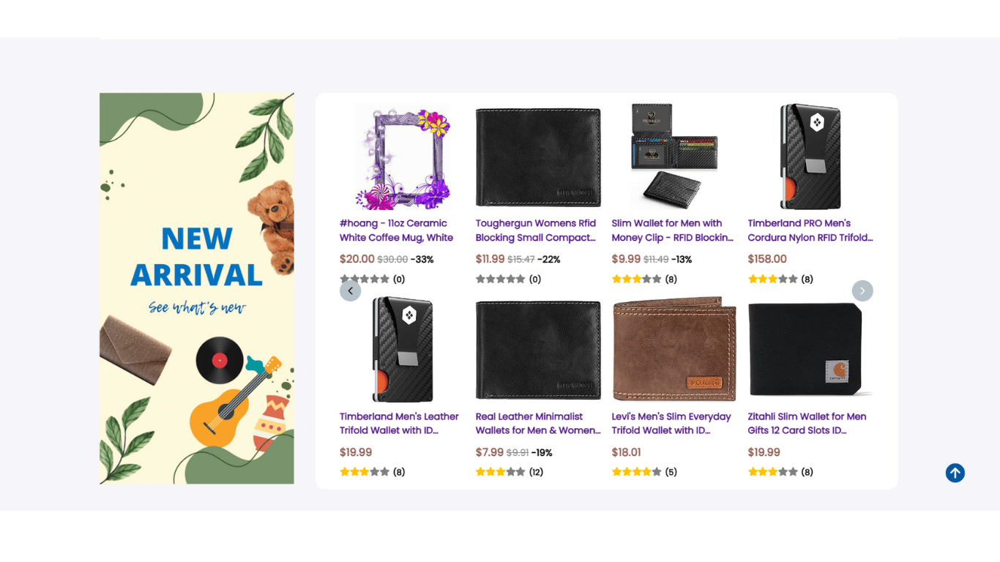 NEW
ARRIVAL
See what's new
#hoang - 11oz Ceramic
White Coffee Mug, White
$20.00 $30.00 -33%
(0)
Toughergun Womens Rfid
Blocking Small Compact...
$11.99 $15.47 -22%
(0)
Slim Wallet for Men with
Money Clip - RFID Blockin...
$9.99 $11.49 -13%
(8)
Timberland PRO Men's
Cordura Nylon RFID Trifold...
$158.00
(8)
Timberland Men's Leather
Trifold Wallet with ID...
$19.99
(8)
Real Leather Minimalist
Wallets for Men & Women...
$7.99 $9.91 -19%
(12)
Columbia
Levi's Men's Slim Everyday
Trifold Wallet with ID...
$18.01
(5)
carhartt
Zitahli Slim Wallet for Men
Gifts 12 Card Slots ID...
$19.99
(8)